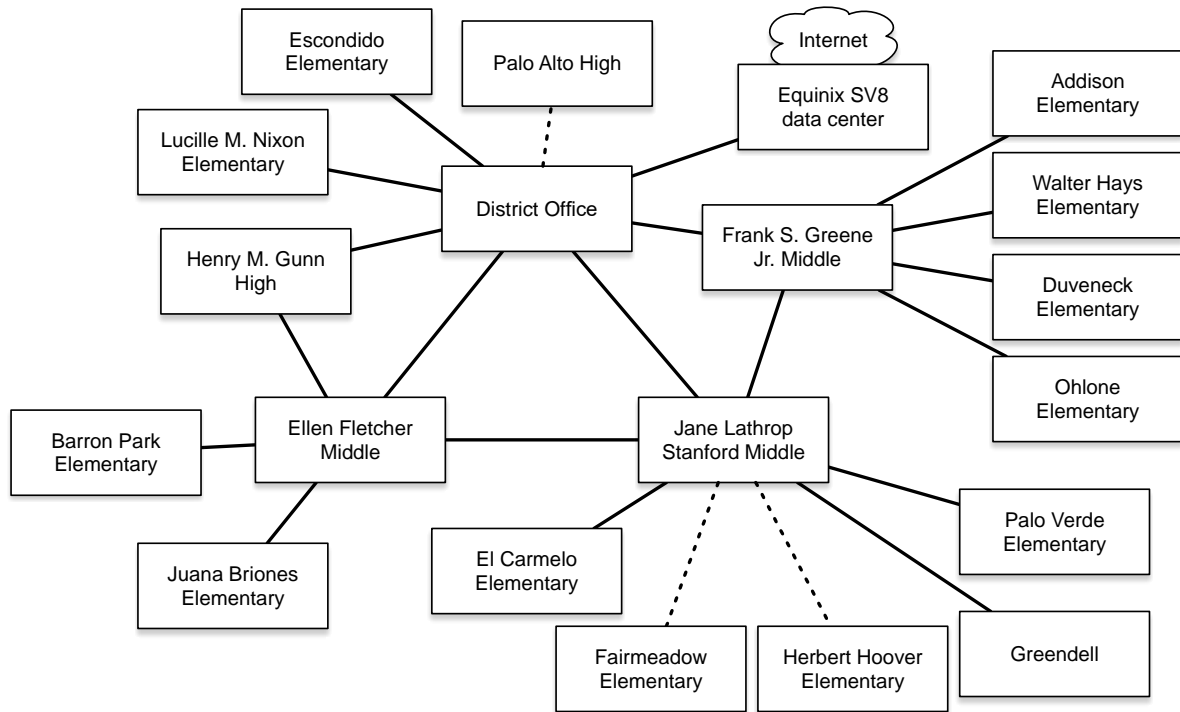 Escondido
Elementary
Palo Alto High
Internet
Equinix SV8
data center
Addison
Elementary
Lucille M. Nixon
Elementary
Walter Hays
Elementary
District Office
Frank S. Greene
Jr. Middle
Henry M. Gunn
High
Duveneck
Elementary
Ohlone
Elementary
Barron Park
Elementary
Ellen Fletcher
Middle
Jane Lathrop
Stanford Middle
Palo Verde
Elementary
Juana Briones
Elementary
El Carmelo
Elementary
Fairmeadow
Elementary
Herbert Hoover
Elementary
Greendell